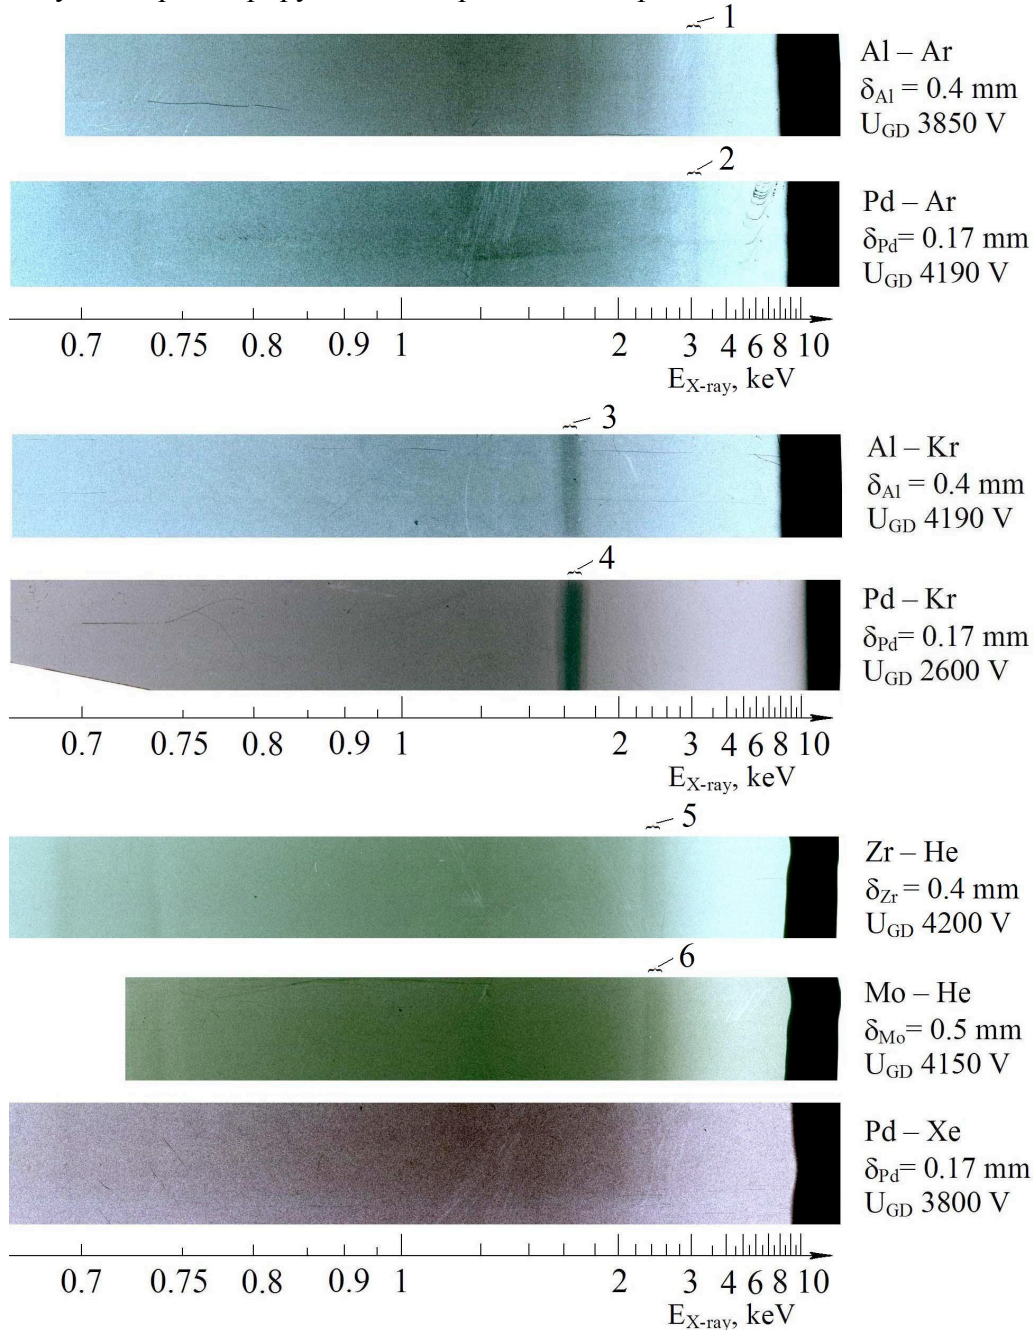 1
Al – Ar
δAl = 0.4 mm
UGD 3850 V
2
Pd – Ar
δPd= 0.17 mm
UGD 4190 V
0.7 0.75 0.8 0.9 1 2 3 4 6 8 10
EX-ray, keV
3
Al – Kr
δAl = 0.4 mm
UGD 4190 V
4
Pd – Kr
δPd= 0.17 mm
UGD 2600 V
0.7 0.75 0.8 0.9 1 2 3 4 6 8 10
EX-ray, keV
5
Zr – He
δZr = 0.4 mm
UGD 4200 V
6
Mo – He
δMo= 0.5 mm
UGD 4150 V
Pd – Xe
δPd= 0.17 mm
UGD 3800 V
0.7 0.75 0.8 0.9 1 2 3 4 6 8 10
EX-ray, keV